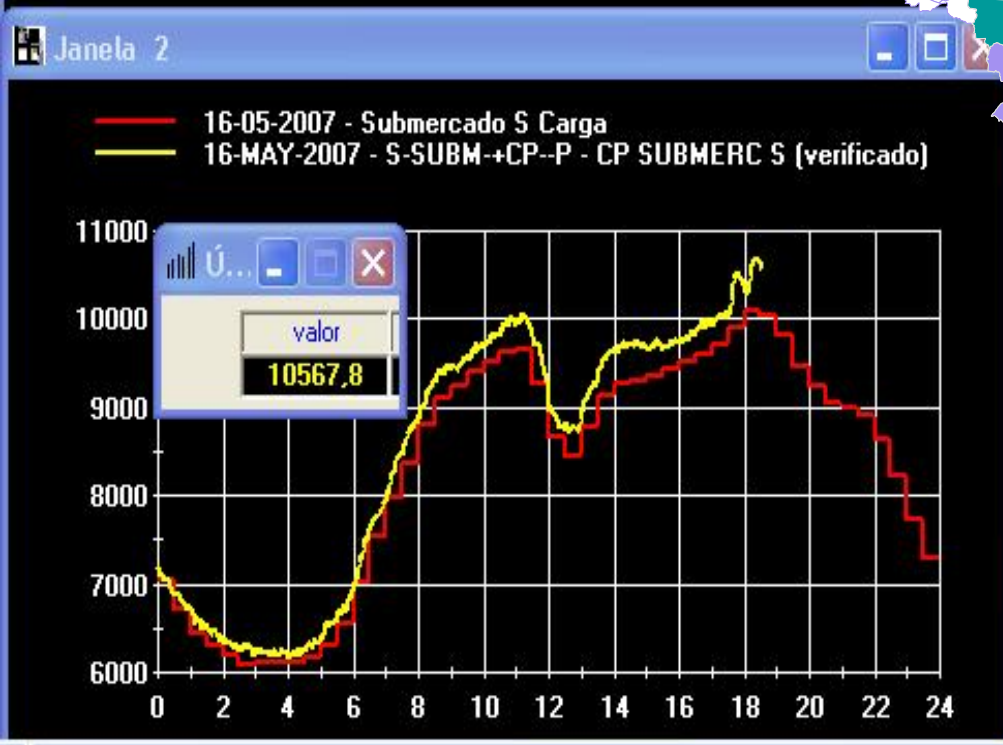 Janela 2
16-05-2007 - Submercado S Carga
16-MAY-2007 - S-SUBM-+CP--P - CP SUBMERC S (verificado)
11000
Ú...
10000
valor
10567,8
9000
8000
7000
6000
0 2 4 6 8 10 12 14 16 18 20 22 24